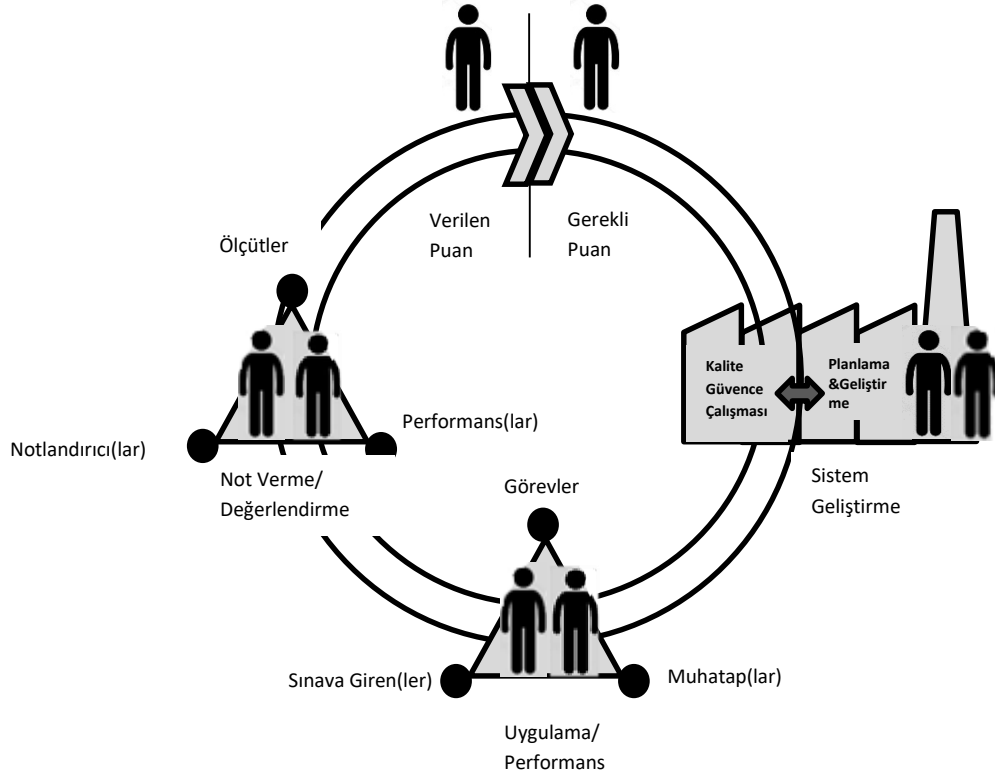 Verilen
Puan
Gerekli
Puan
Ölçütler
Kalite
Güvence
Çalışması
Planlama
&Geliştir
me
Performans(lar)
Notlandırıcı(lar)
Not Verme/
Değerlendirme
Sistem
Geliştirme
Görevler
Sınava Giren(ler)
Muhatap(lar)
Uygulama/
Performans